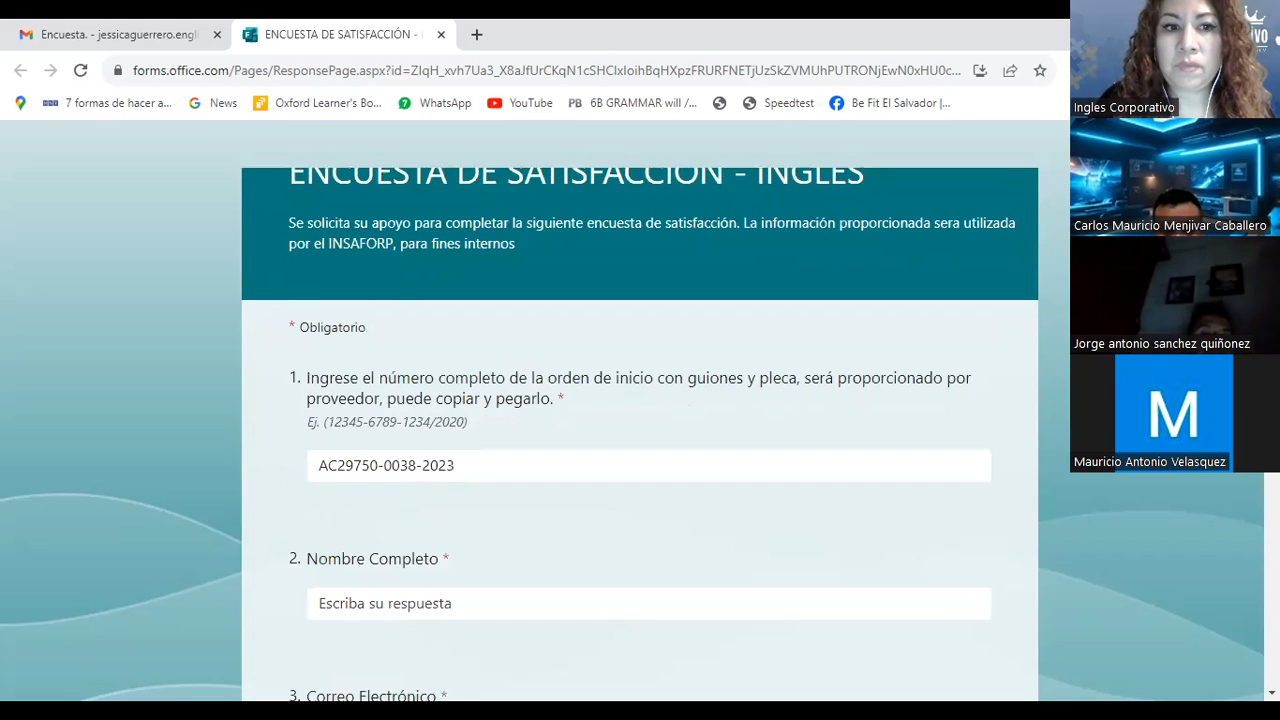 Encuesta. - jessicaguerrero.engl
ENCUESTA DE SATISFACCIÓN -
forms.office.com/Pages/ResponsePage.aspx?id=ZIqH_xvh7Ua3_X8aJfUrCKqN1cSHCIxIoihBqHXpzFRURFNETjUzSkZVMUhTUTRONjEwN0xHU0c...
7 formas de hacer a...
News
Oxford Learner's Bo...
WhatsApp
YouTube
PB 6B GRAMMAR will /...
Speedtest
Be Fit El Salvador |...
ENCUESTA DE SATISFACCIÓN - INGLÉS
Se solicita su apoyo para completar la siguiente encuesta de satisfacción. La información proporcionada sera utilizada
por el INSAFORP, para fines internos
* Obligatorio
1. Ingrese el número completo de la orden de inicio con guiones y pleca, será proporcionado por
proveedor, puede copiar y pegarlo. *
Ej. (12345-6789-1234/2020)
AC29750-0038-2023
2. Nombre Completo *
Escriba su respuesta
3. Correo Electrónico *
Ingles Corporativo
Carlos Mauricio Menjivar Caballero
Jorge antonio sanchez quiñonez
M
Mauricio Antonio Velasquez